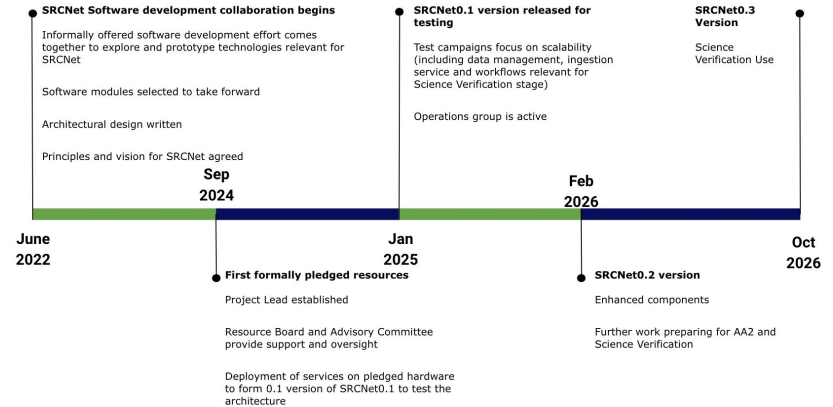 SRCNet Software development collaboration begins
Informally offered software development effort comes
together to explore and prototype technologies relevant for
SRCNet
Software modules selected to take forward
Architectural design written
Principles and vision for SRCNet agreed
SRCNet0.1 version released for
testing
Test campaigns focus on scalability
(including data management, ingestion
service and workflows relevant for
Science Verification stage)
Operations group is active
SRCNet0.3
Version
Science
Verification Use
Sep
2024
Feb
2026
June
2022
Jan
2025
Oct
2026
First formally pledged resources
Project Lead established
Resource Board and Advisory Committee
provide support and oversight
Deployment of services on pledged hardware
to form 0.1 version of SRCNet0.1 to test the
architecture
SRCNet0.2 version
Enhanced components
Further work preparing for AA2 and
Science Verification